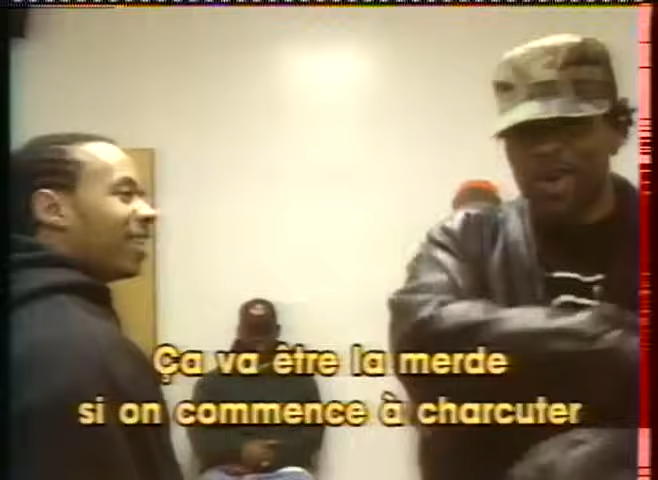 Ça va être la merde
si on commence à charcuter